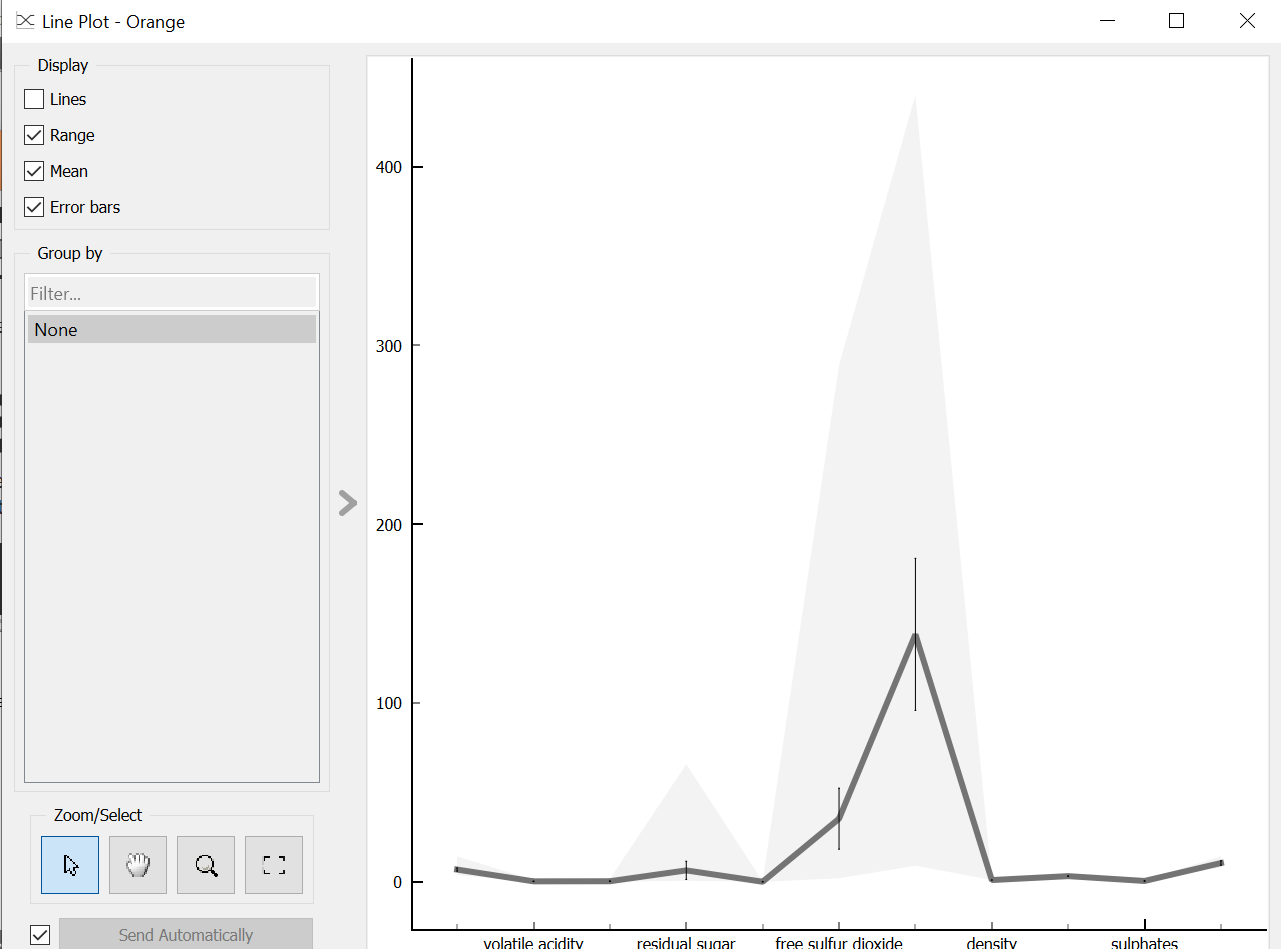 Line Plot - Orange
Display
Lines
Range
Mean
Error bars
Group by
Filter...
None
Zoom/Select
Send Automatically
400
300
200
100
0
volatile acidity
residual sugar
free sulfur dioxide
density
sulphates